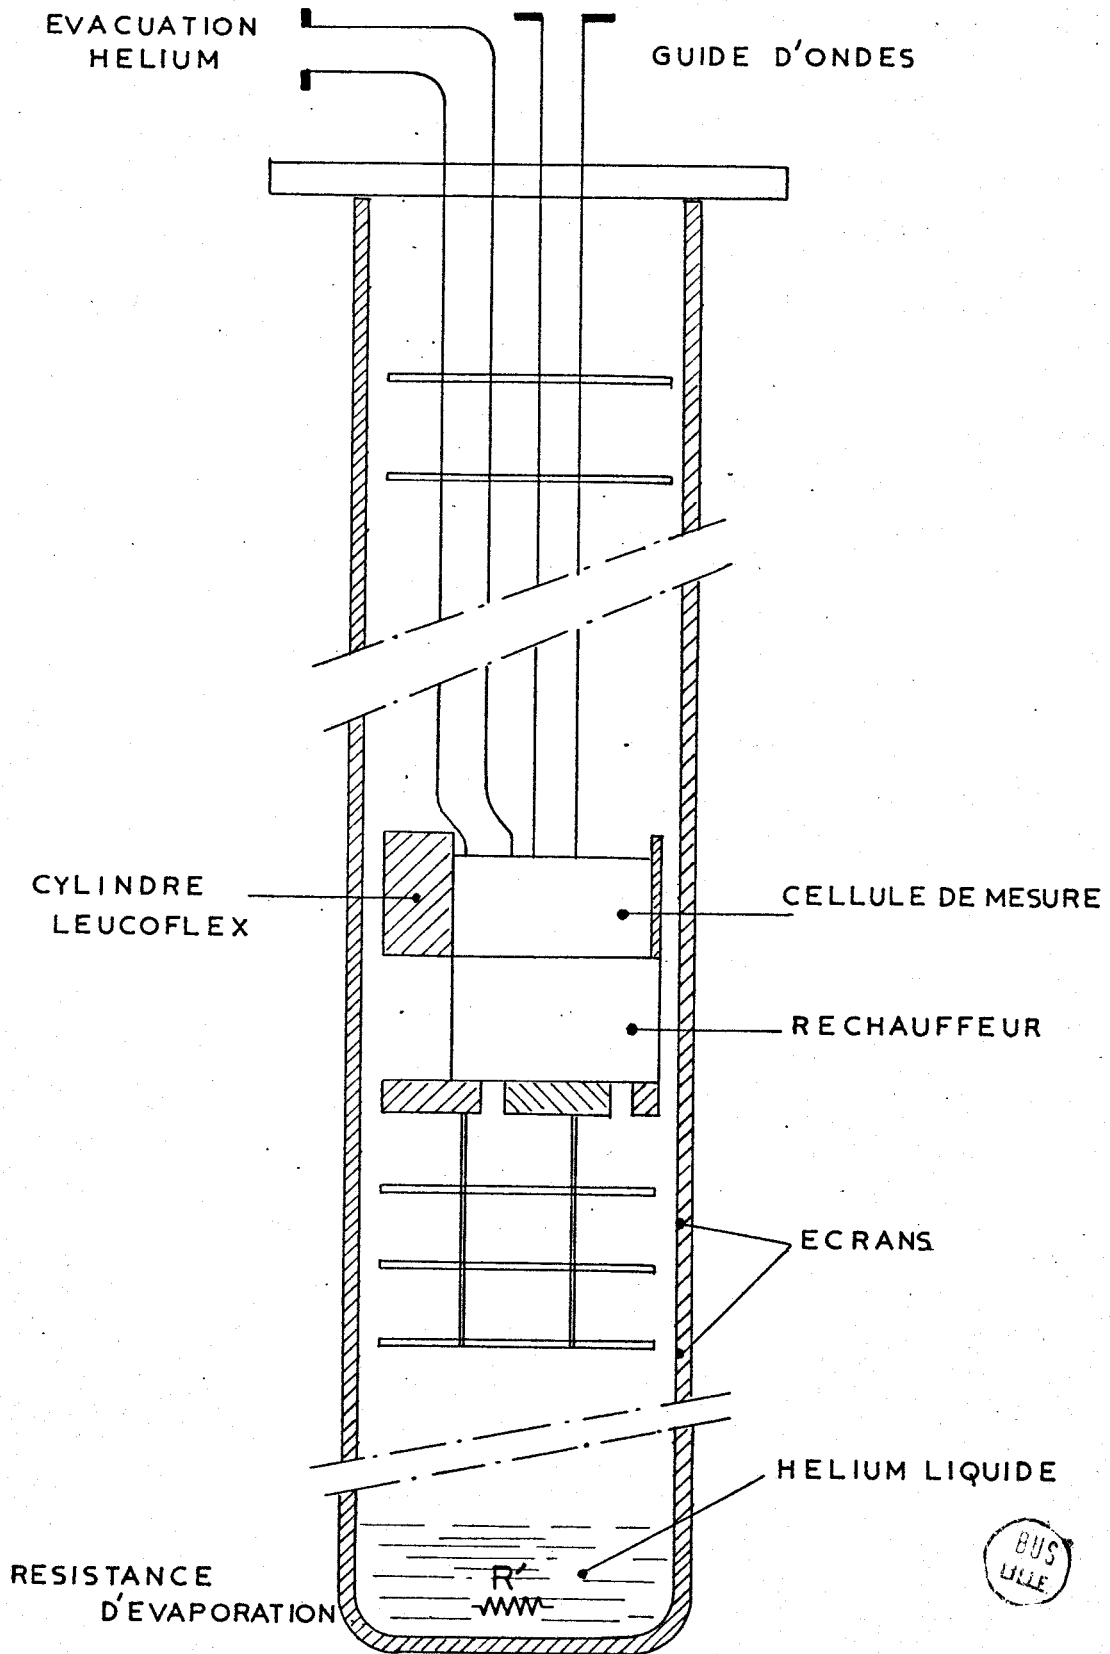 EVACUATION
HELIUM
GUIDE D'ONDES
CYLINDRE
LEUCOFLEX
CELLULE DE MESURE
RECHAUFFEUR
ECRANS
HELIUM LIQUIDE
R'
RESISTANCE
D'EVAPORATION
BUS
LILLE